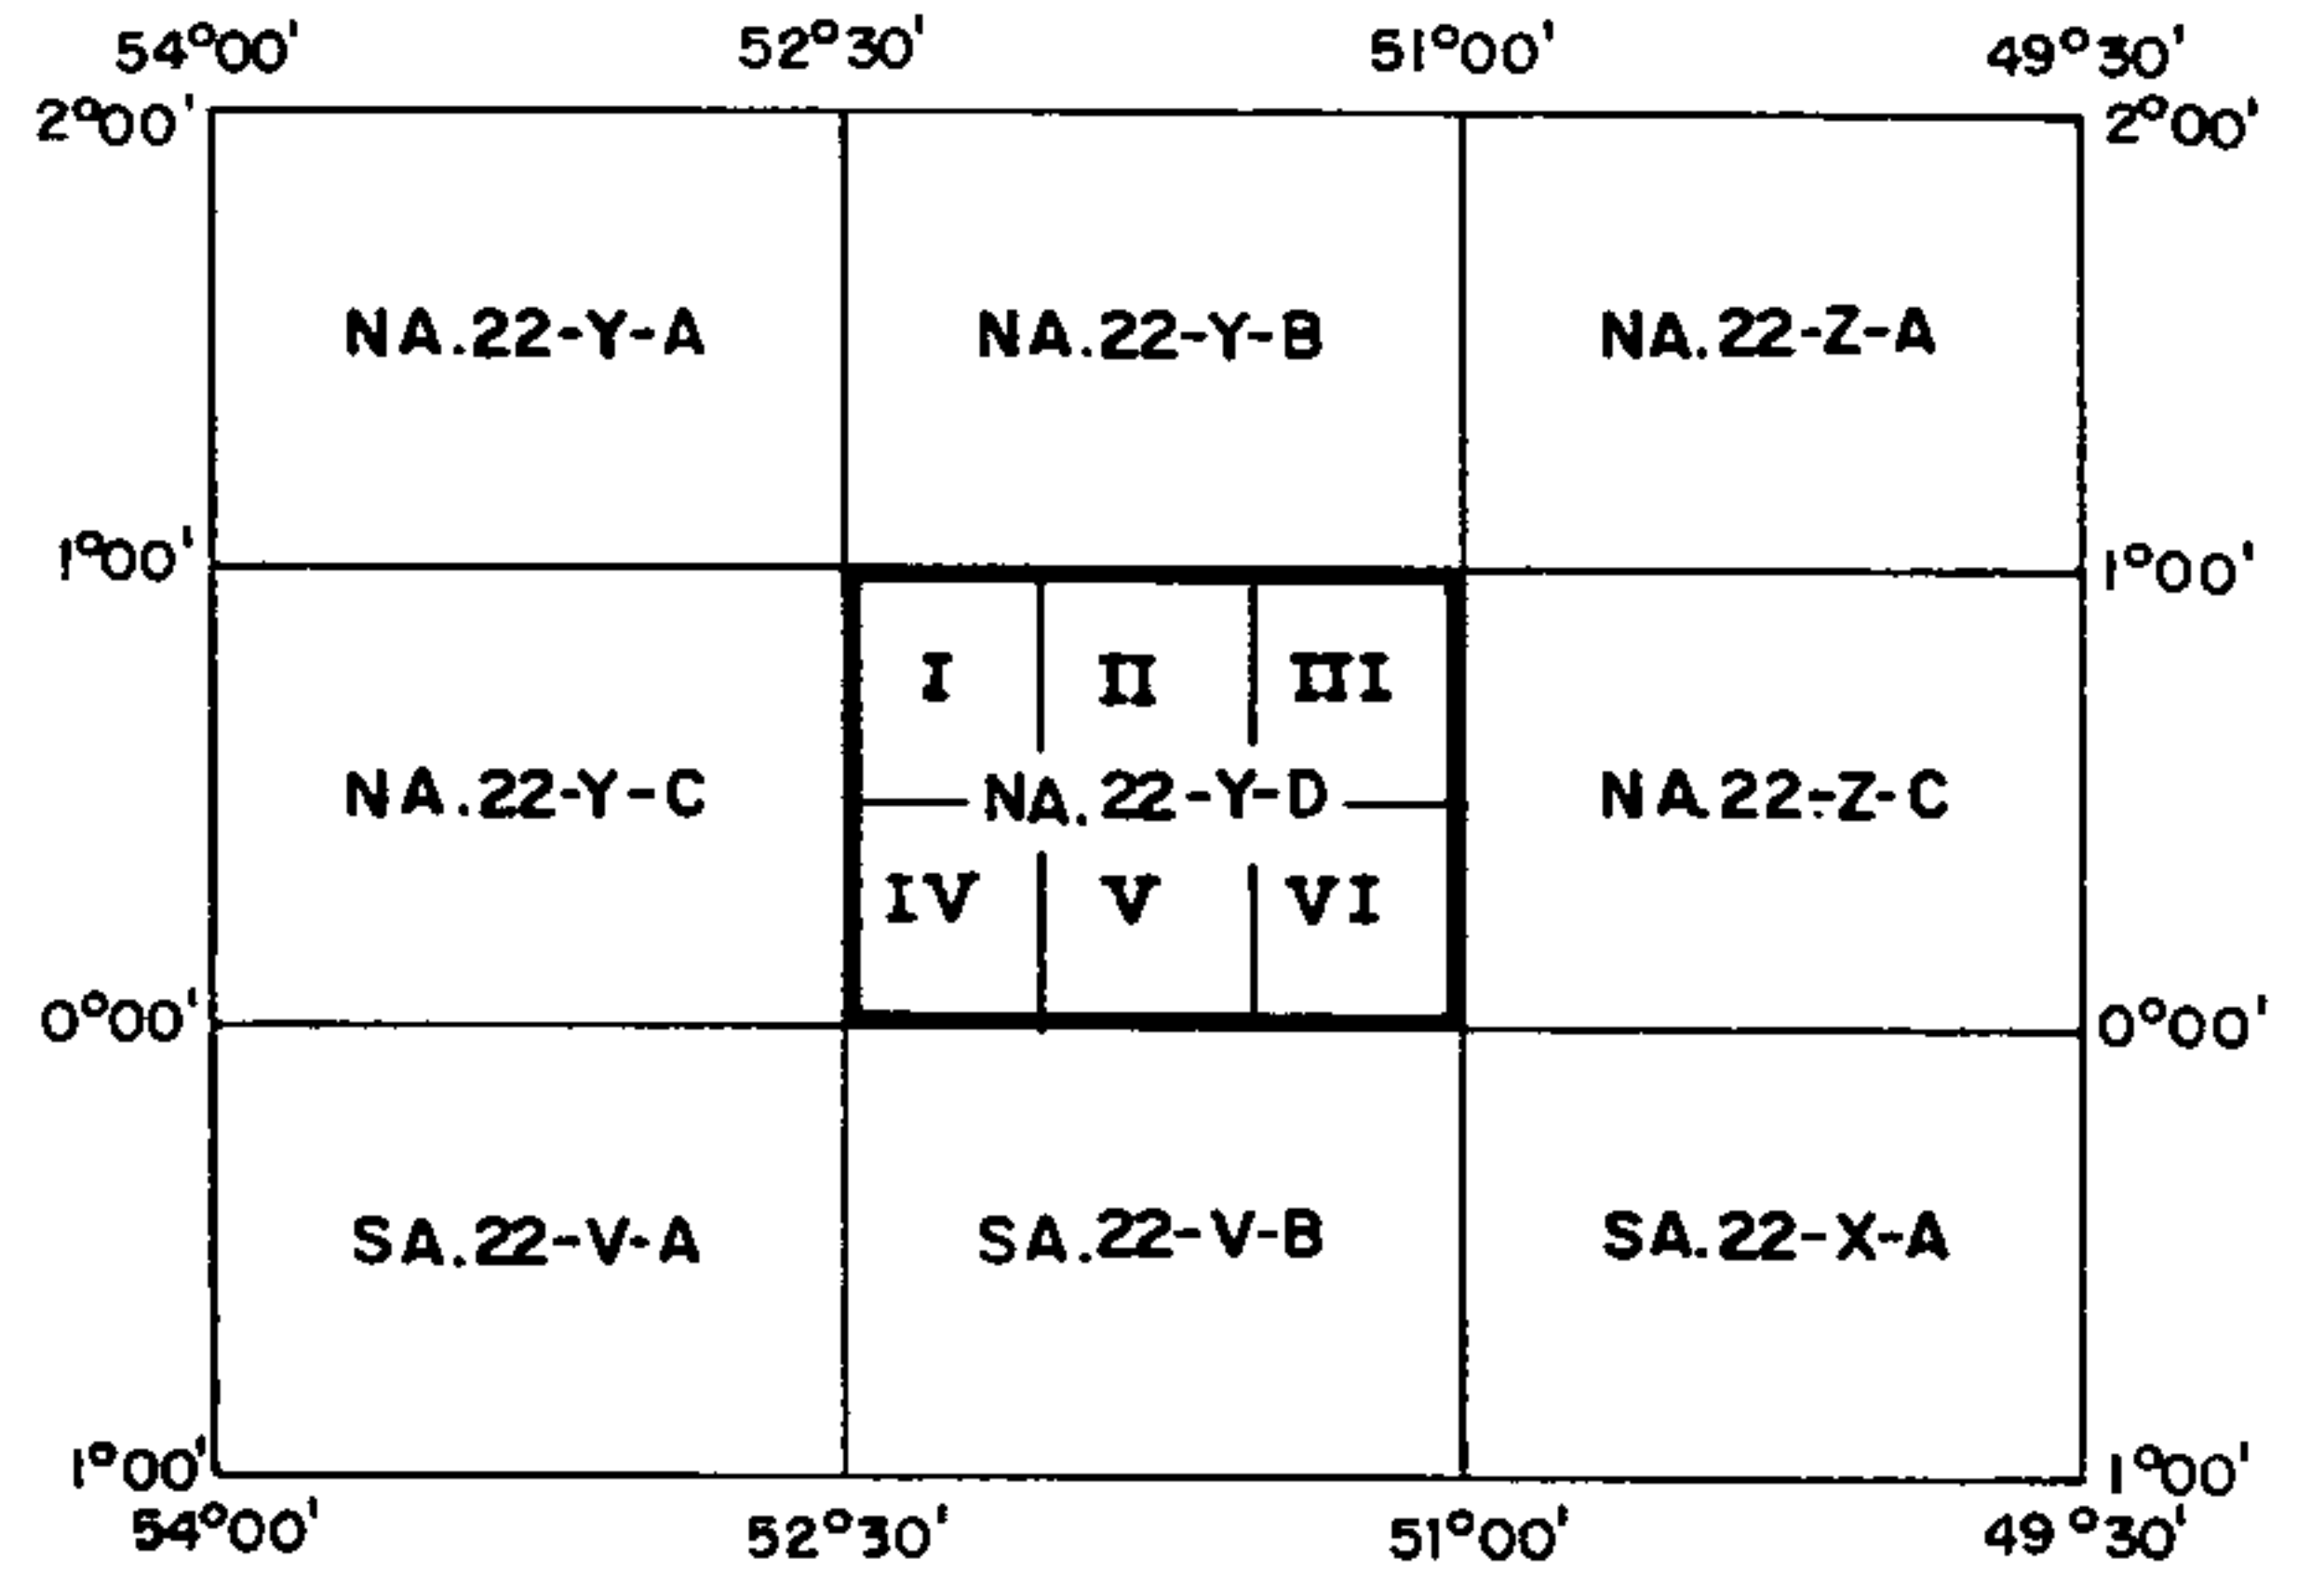 54°00' 52°30' 51°00' 49°30'
2°00' 2°00'
NA.22-Y-A NA.22-Y-B NA.22-Z-A
1°00' 1°00'
I II III
NA.22-Y-C NA.22-Y-D NA.22-Z-C
IV V VI
0°00' 0°00'
SA.22-V-A SA.22-V-B SA.22-X-A
1°00' 1°00'
54°00' 52°30' 51°00' 49°30'